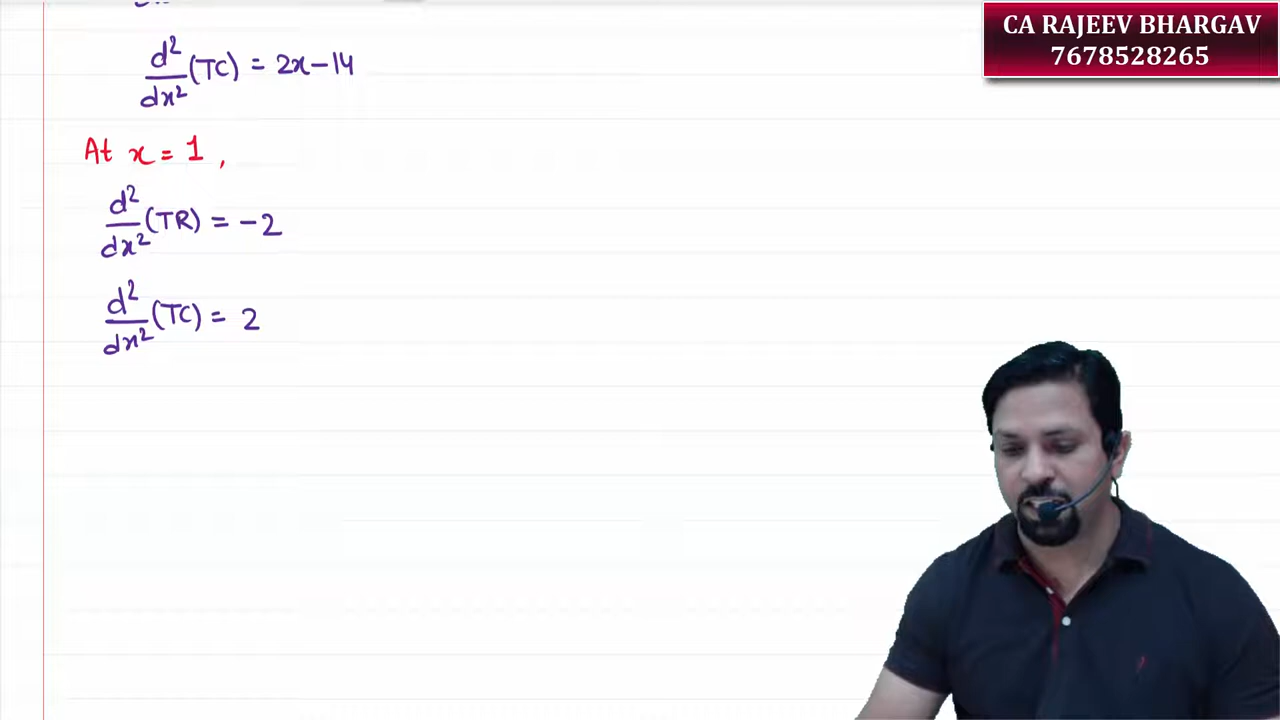 CA RAJEEV BHARGAV
7678528265
d²/dx² (TC) = 2x-14
At x = 1 ,
d²/dx² (TR) = -2
d²/dx² (TC) = 2